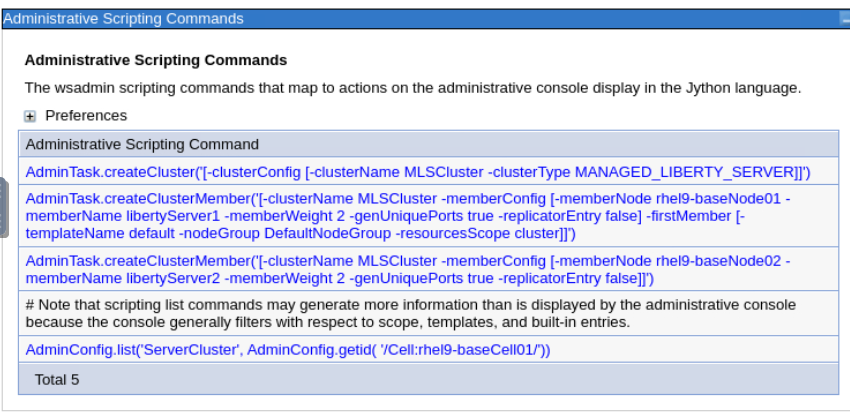 Administrative Scripting Commands
Administrative Scripting Commands
The wsadmin scripting commands that map to actions on the administrative console display in the Jython language.
Preferences
Administrative Scripting Command
AdminTask.createCluster('[-clusterConfig [-clusterName MLSCluster -clusterType MANAGED_LIBERTY_SERVER]]')
AdminTask.createClusterMember('[-clusterName MLSCluster -memberConfig [-memberNode rhel9-baseNode01 -
memberName libertyServer1 -memberWeight 2 -genUniquePorts true -replicatorEntry false] -firstMember [-
templateName default -nodeGroup DefaultNodeGroup -resourcesScope cluster]]')
AdminTask.createClusterMember('[-clusterName MLSCluster -memberConfig [-memberNode rhel9-baseNode02 -
memberName libertyServer2 -memberWeight 2 -genUniquePorts true -replicatorEntry false]]')
# Note that scripting list commands may generate more information than is displayed by the administrative console
because the console generally filters with respect to scope, templates, and built-in entries.
AdminConfig.list('ServerCluster', AdminConfig.getid( '/Cell:rhel9-baseCell01/'))
Total 5